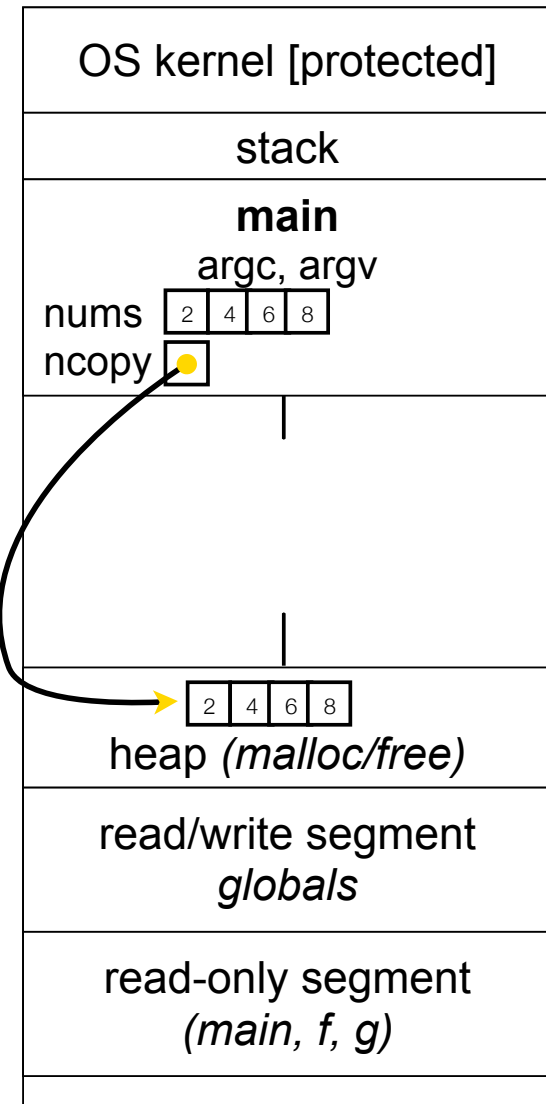 OS kernel [protected]
stack
main
argc, argv
nums 2 4 6 8
ncopy
2 4 6 8
heap (malloc/free)
read/write segment
globals
read-only segment
(main, f, g)